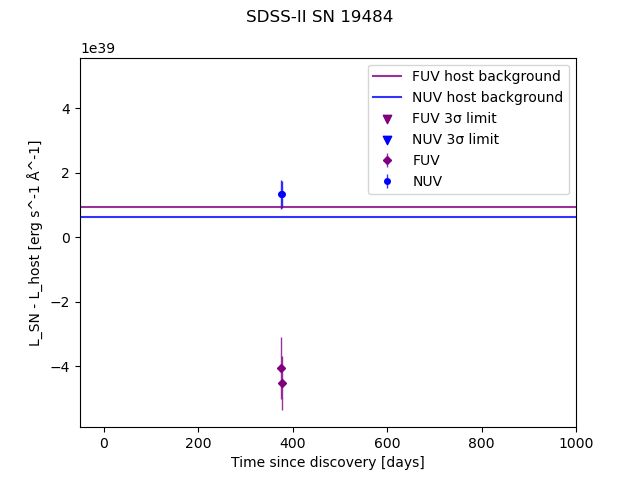 SDSS-II SN 19484
1e39
FUV host background
NUV host background
FUV 3σ limit
NUV 3σ limit
FUV
NUV
4
2
0
−2
−4
L_SN - L_host [erg s^-1 Å^-1]
0 200 400 600 800 1000
Time since discovery [days]